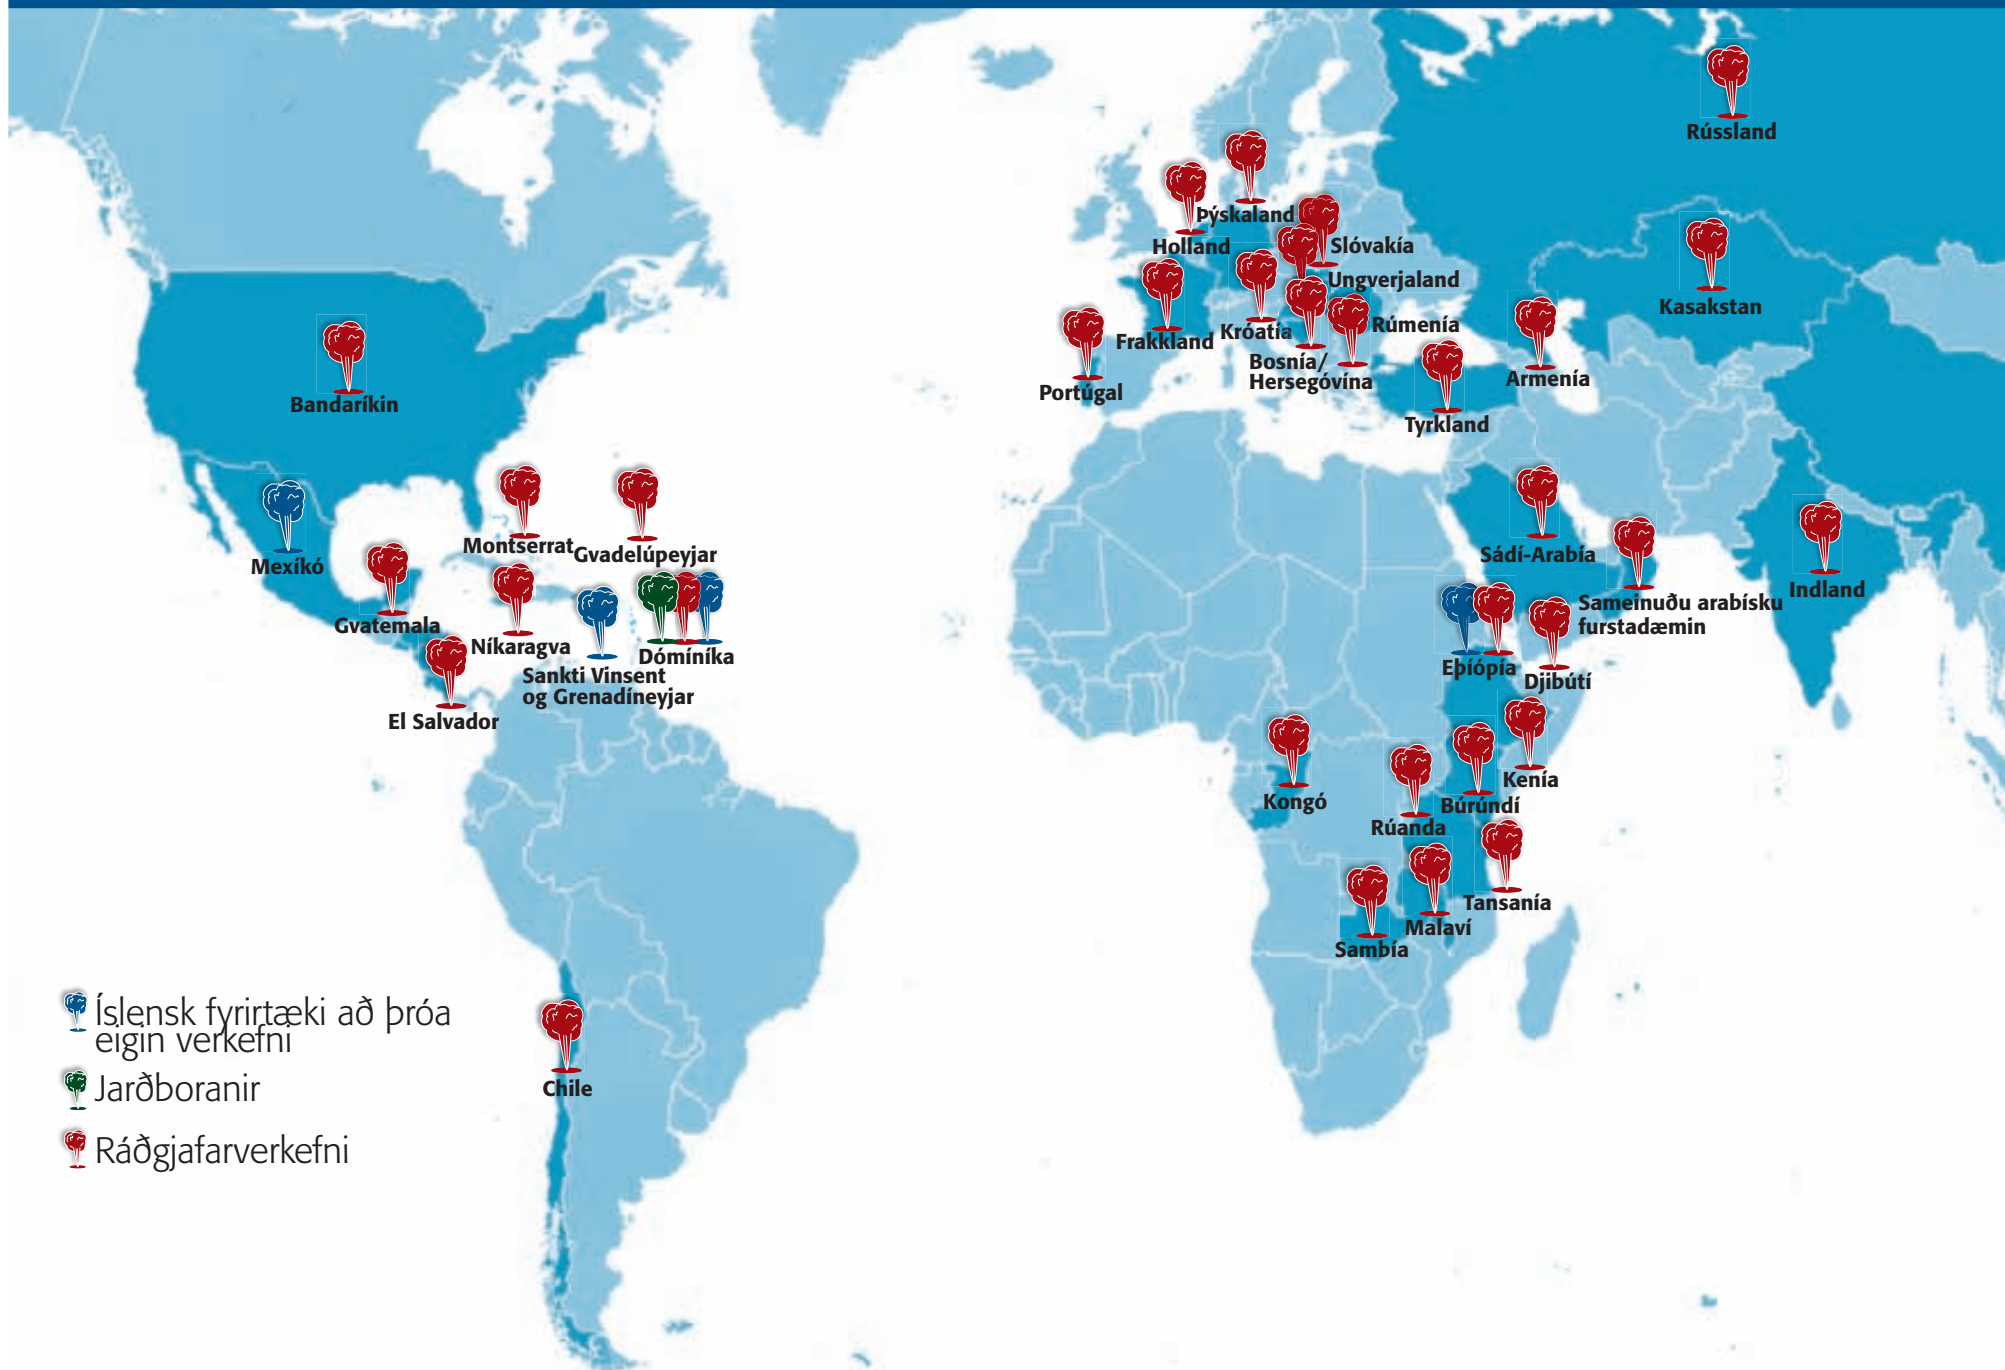 Rússland
Þýskaland
Holland
Slóvakía
Ungverjaland
Kasakstan
Frakkland
Króatía
Rúmenía
Bosnía/
Hersegóvína
Portúgal
Armenía
Tyrkland
Bandaríkin
Montserrat
Gvadelúpeyjar
Mexíkó
Sádí-Arabía
Indland
Sameinuðu arabísku
furstadæmin
Gvatemala
Níkaragva
Dómíníka
Sankti Vinsent
og Grenadíneyjar
El Salvador
Eþíópía
Djibútí
Kenía
Kongó
Búrúndí
Rúanda
Tansanía
Malaví
Sambía
Chile
Íslensk fyrirtæki að þróa
eigin verkefni
Jarðboranir
Ráðgjafarverkefni